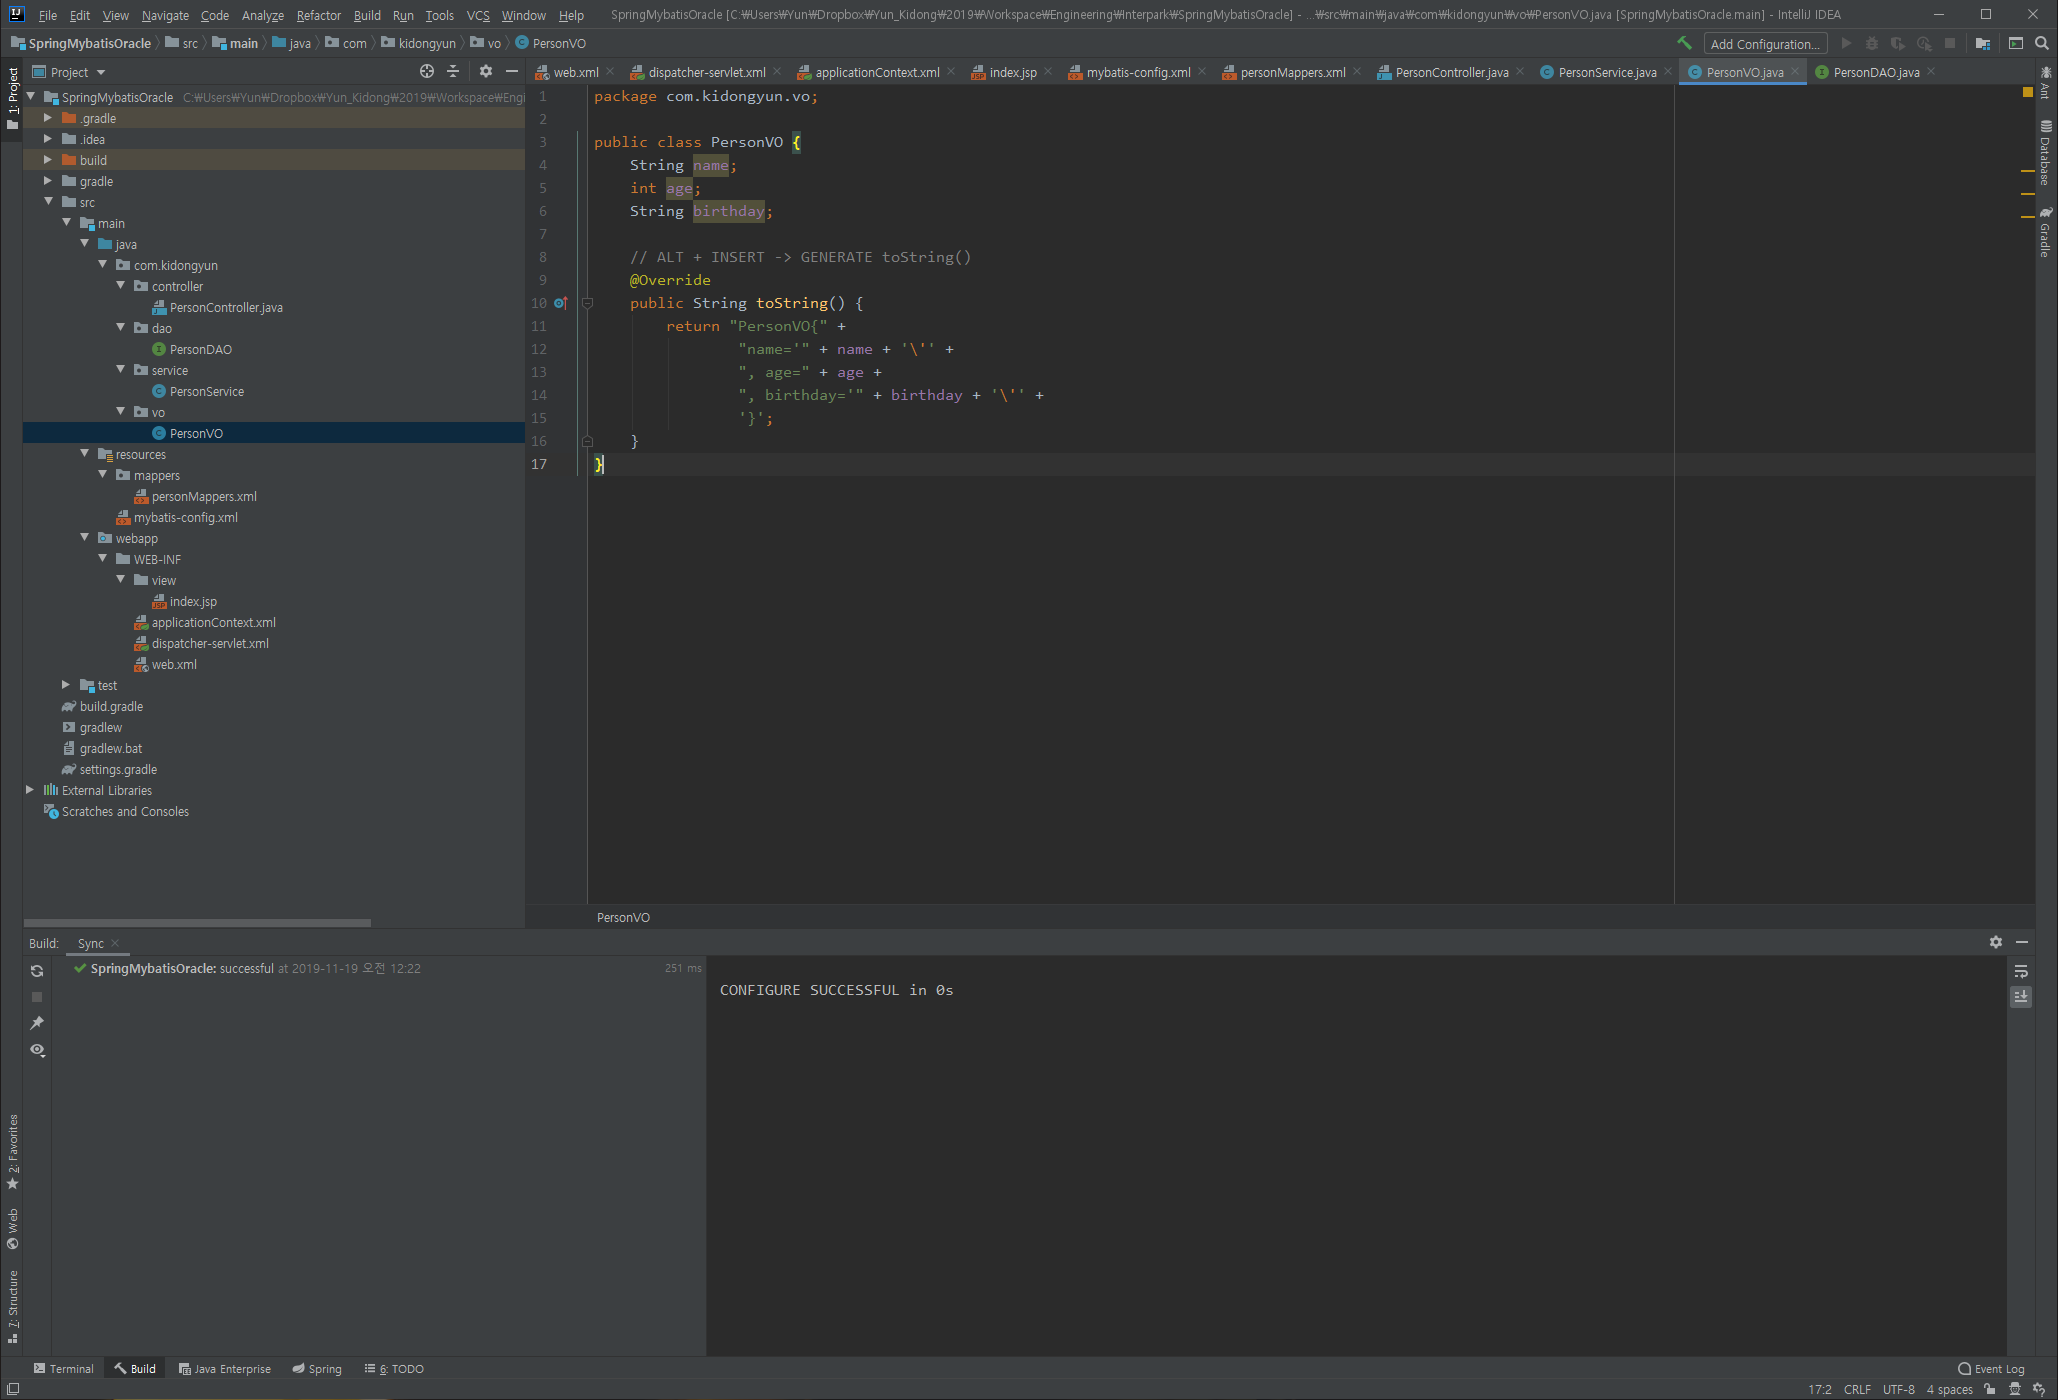 File Edit View Navigate Code Analyze Refactor Build Run Tools VCS Window Help
SpringMybatisOracle [C:₩Users₩Yun₩Dropbox₩Yun_Kidong₩2019₩Workspace₩Engineering₩Interpark₩SpringMybatisOracle] - ...₩src₩main₩java₩com₩kidongyun₩vo₩PersonVO.java [SpringMybatisOracle.main] - IntelliJ IDEA
SpringMybatisOracle src main java com kidongyun vo PersonVO
Add Configuration...
1: Project
Project
web.xml dispatcher-servlet.xml applicationContext.xml index.jsp mybatis-config.xml personMappers.xml PersonController.java PersonService.java PersonVO.java PersonDAO.java
SpringMybatisOracle C:₩Users₩Yun₩Dropbox₩Yun_Kidong₩2019₩Workspace₩Engi
.gradle
.idea
build
gradle
src
main
java
com.kidongyun
controller
PersonController.java
dao
PersonDAO
service
PersonService
vo
PersonVO
resources
mappers
personMappers.xml
mybatis-config.xml
webapp
WEB-INF
view
index.jsp
applicationContext.xml
dispatcher-servlet.xml
web.xml
test
build.gradle
gradlew
gradlew.bat
settings.gradle
External Libraries
Scratches and Consoles
1 package com.kidongyun.vo;
2
3 public class PersonVO {
4 String name;
5 int age;
6 String birthday;
7
8 // ALT + INSERT -> GENERATE toString()
9 @Override
10 public String toString() {
11 return "PersonVO{" +
12 "name='" + name + '\'' +
13 ", age=" + age +
14 ", birthday='" + birthday + '\'' +
15 '}';
16 }
17 }
PersonVO
Ant
Database
Gradle
Build: Sync
SpringMybatisOracle: successful at 2019-11-19 오전 12:22 251 ms
CONFIGURE SUCCESSFUL in 0s
2: Favorites
Web
7: Structure
Terminal Build Java Enterprise Spring 6: TODO
Event Log
17:2 CRLF UTF-8 4 spaces